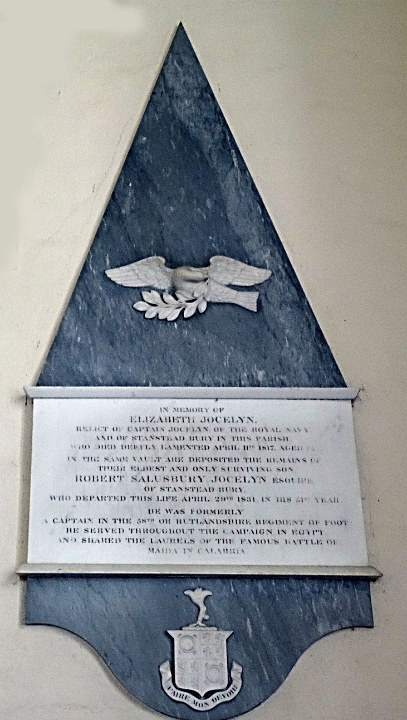 IN MEMORY OF
ELIZABETH JOCELYN,
RELICT OF CAPTAIN JOCELYN OF THE ROYAL NAVY
AND OF STANSTEAD BURY IN THIS PARISH
WHO DIED DEEPLY LAMENTED APRIL 11TH 1817, AGED
IN THE SAME VAULT ARE DEPOSITED THE REMAINS OF
THEIR ELDEST AND ONLY SURVIVING SON
ROBERT SALUSBURY JOCELYN ESQUIRE
OF STANSTEAD BURY
WHO DEPARTED THIS LIFE APRIL 29TH 1831 IN HIS YEAR.
HE WAS FORMERLY
A CAPTAIN IN THE 58TH OR RUTLANDSHIRE REGIMENT OF FOOT
HE SERVED THROUGHOUT THE CAMPAIGN IN EGYPT
AND SHARED THE LAURELS OF THE FAMOUS BATTLE OF
MAIDA IN CALABRIA
FAIRE MON DEVOIR